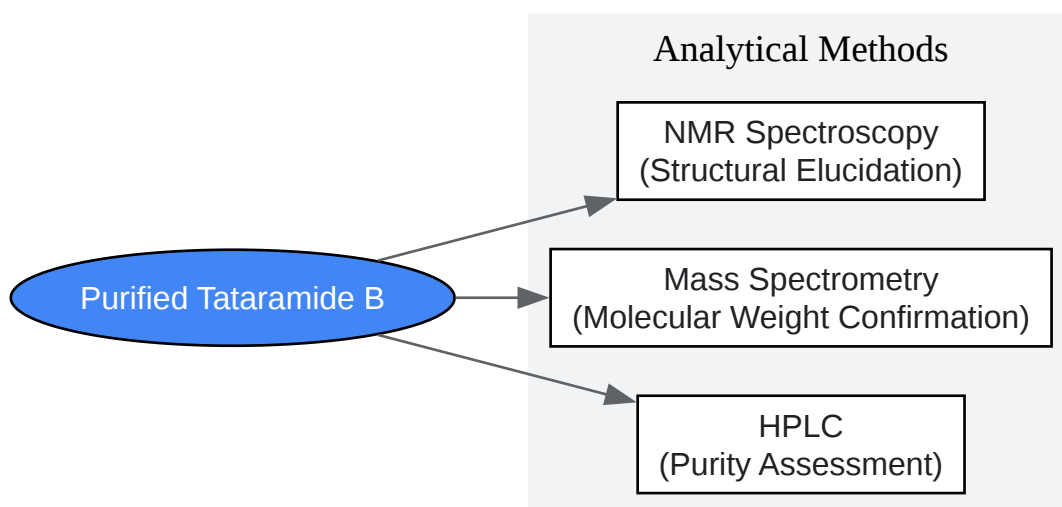 Analytical Methods
NMR Spectroscopy
(Structural Elucidation)
Purified Tataramide B
Mass Spectrometry
(Molecular Weight Confirmation)
HPLC
(Purity Assessment)